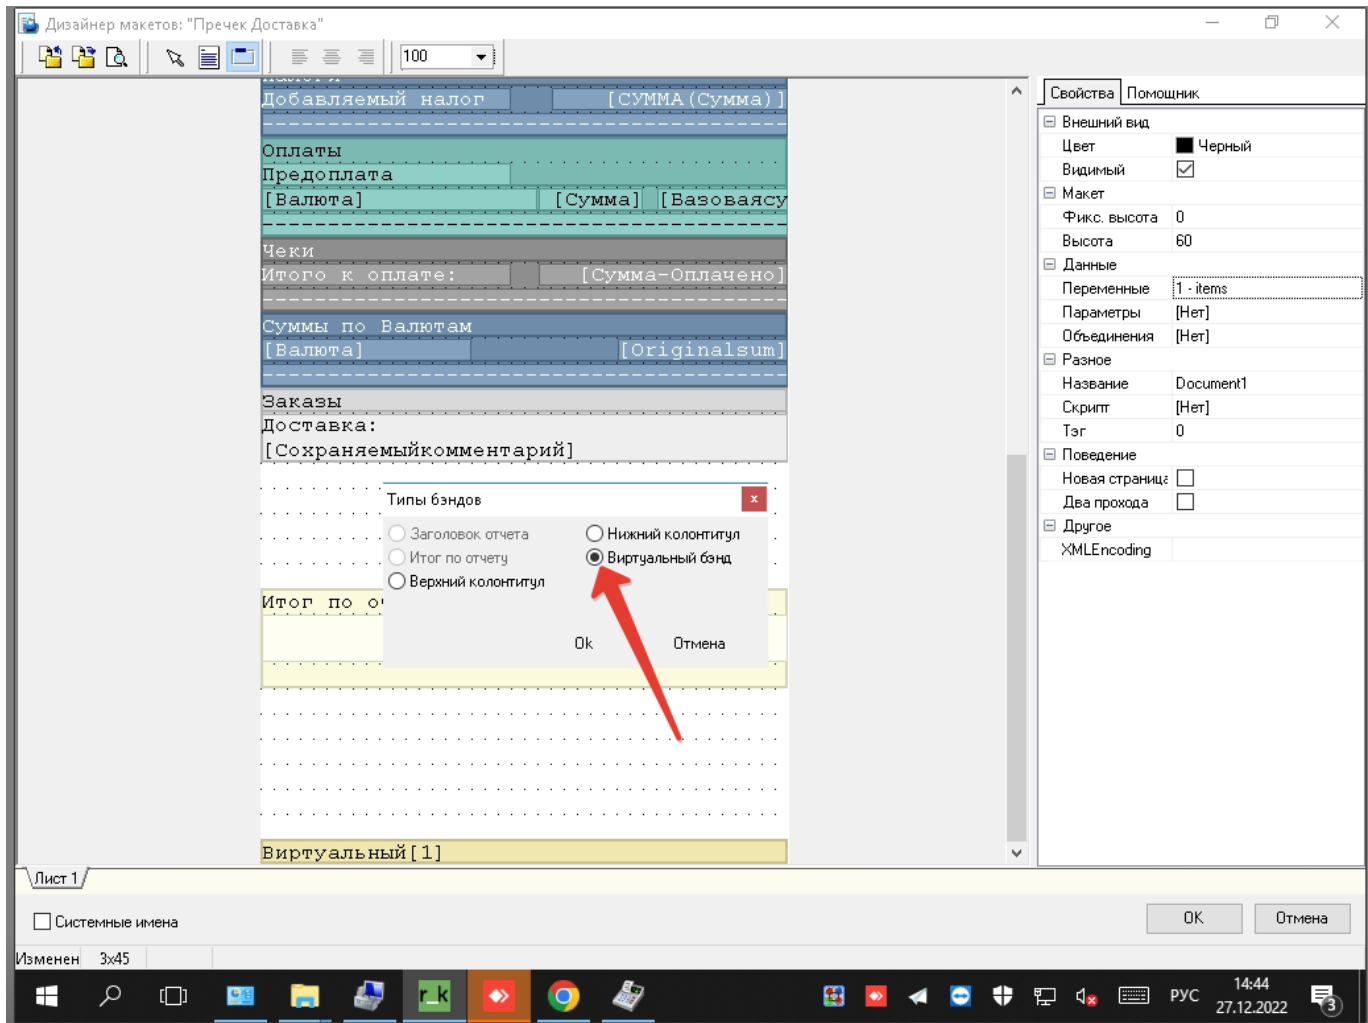 Дизайнер макетов: "Пречек Доставка"
100
Добавляемый налог [СУММА(Сумма)]
Оплаты
Предоплата
[Валюта] [Сумма] [Базоваясу
Чеки
Итого к оплате: [Сумма-Оплачено]
Суммы по Валютам
[Валюта] [Originalsum]
Заказы
Доставка:
[Сохраняемыйкомментарий]
Типы бэндов
Заголовок отчета Нижний колонтитул
Итог по отчету Виртуальный бэнд
Верхний колонтитул
Ok Отмена
Итог по о
Виртуальный[1]
Свойства Помощник
Внешний вид
Цвет Черный
Видимый
Макет
Фикс. высота 0
Высота 60
Данные
Переменные 1 - items
Параметры [Нет]
Объединения [Нет]
Разное
Название Document1
Скрипт [Нет]
Тэг 0
Поведение
Новая страница
Два прохода
Другое
XMLEncoding
Лист 1
Системные имена
OK Отмена
Изменен 3x45
r_k
РУС
14:44
27.12.2022
3